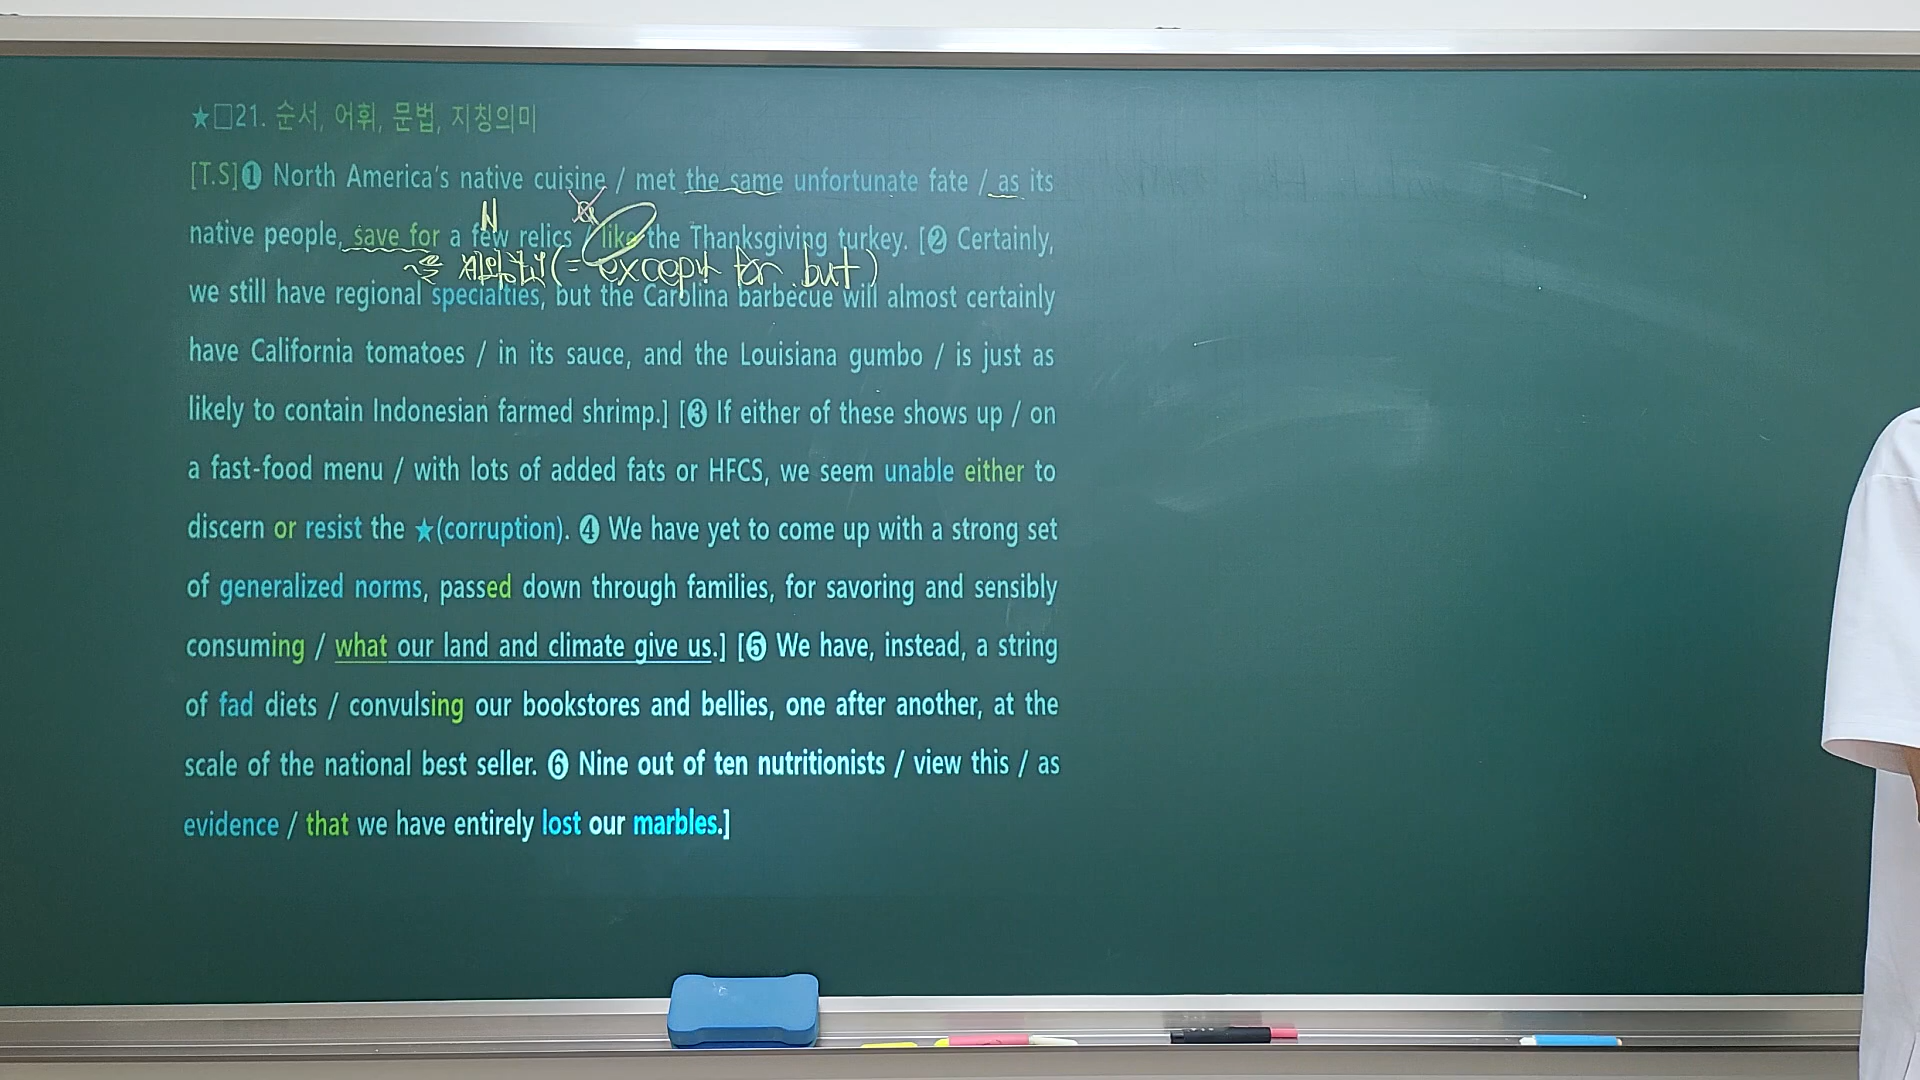 ★□21. 순서, 어휘, 문법, 지칭의미
[T.S]❶ North America's native cuisine / met the same unfortunate fate / as its
N
native people, save for a few relics / like the Thanksgiving turkey. [❷ Certainly,
(= except for, but)
we still have regional specialties, but the Carolina barbecue will almost certainly
have California tomatoes / in its sauce, and the Louisiana gumbo / is just as
likely to contain Indonesian farmed shrimp.] [❸ If either of these shows up / on
a fast-food menu / with lots of added fats or HFCS, we seem unable either to
discern or resist the ★(corruption). ❹ We have yet to come up with a strong set
of generalized norms, passed down through families, for savoring and sensibly
consuming / what our land and climate give us.] [❺ We have, instead, a string
of fad diets / convulsing our bookstores and bellies, one after another, at the
scale of the national best seller. ❻ Nine out of ten nutritionists / view this / as
evidence / that we have entirely lost our marbles.]